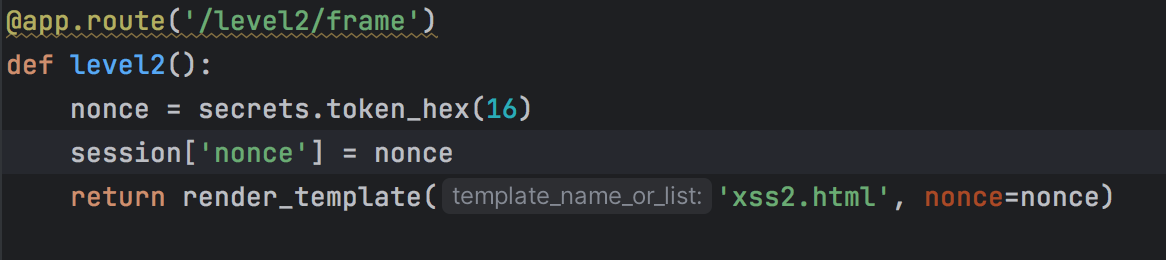 @app.route('/level2/frame')
def level2():
    nonce = secrets.token_hex(16)
    session['nonce'] = nonce
    return render_template(template_name_or_list: 'xss2.html', nonce=nonce)